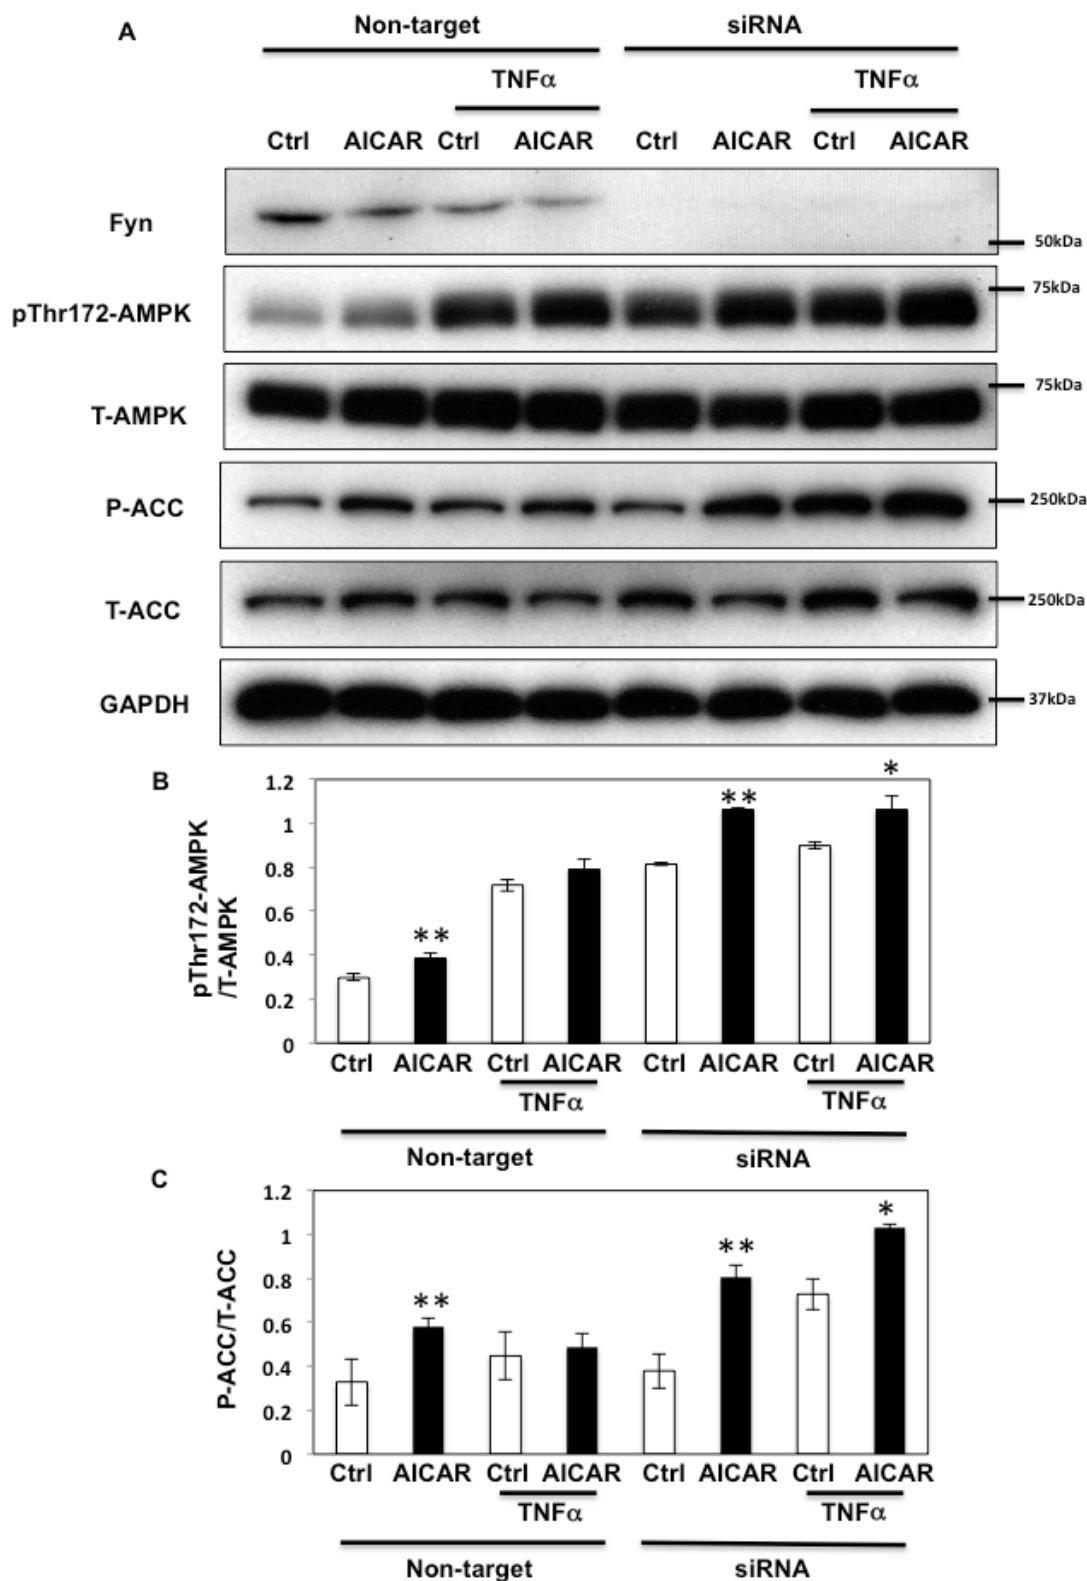 A
Non-target siRNA
TNFα TNFα
Ctrl AICAR Ctrl AICAR Ctrl AICAR Ctrl AICAR
Fyn
50kDa
pThr172-AMPK
75kDa
T-AMPK
75kDa
P-ACC
250kDa
T-ACC
250kDa
GAPDH
37kDa
B
pThr172-AMPK
/T-AMPK
1.2
1
0.8
0.6
0.4
0.2
0
**
**
*
Ctrl AICAR Ctrl AICAR Ctrl AICAR Ctrl AICAR
TNFα TNFα
Non-target siRNA
C
P-ACC/T-ACC
1.2
1
0.8
0.6
0.4
0.2
0
**
**
*
Ctrl AICAR Ctrl AICAR Ctrl AICAR Ctrl AICAR
TNFα TNFα
Non-target siRNA